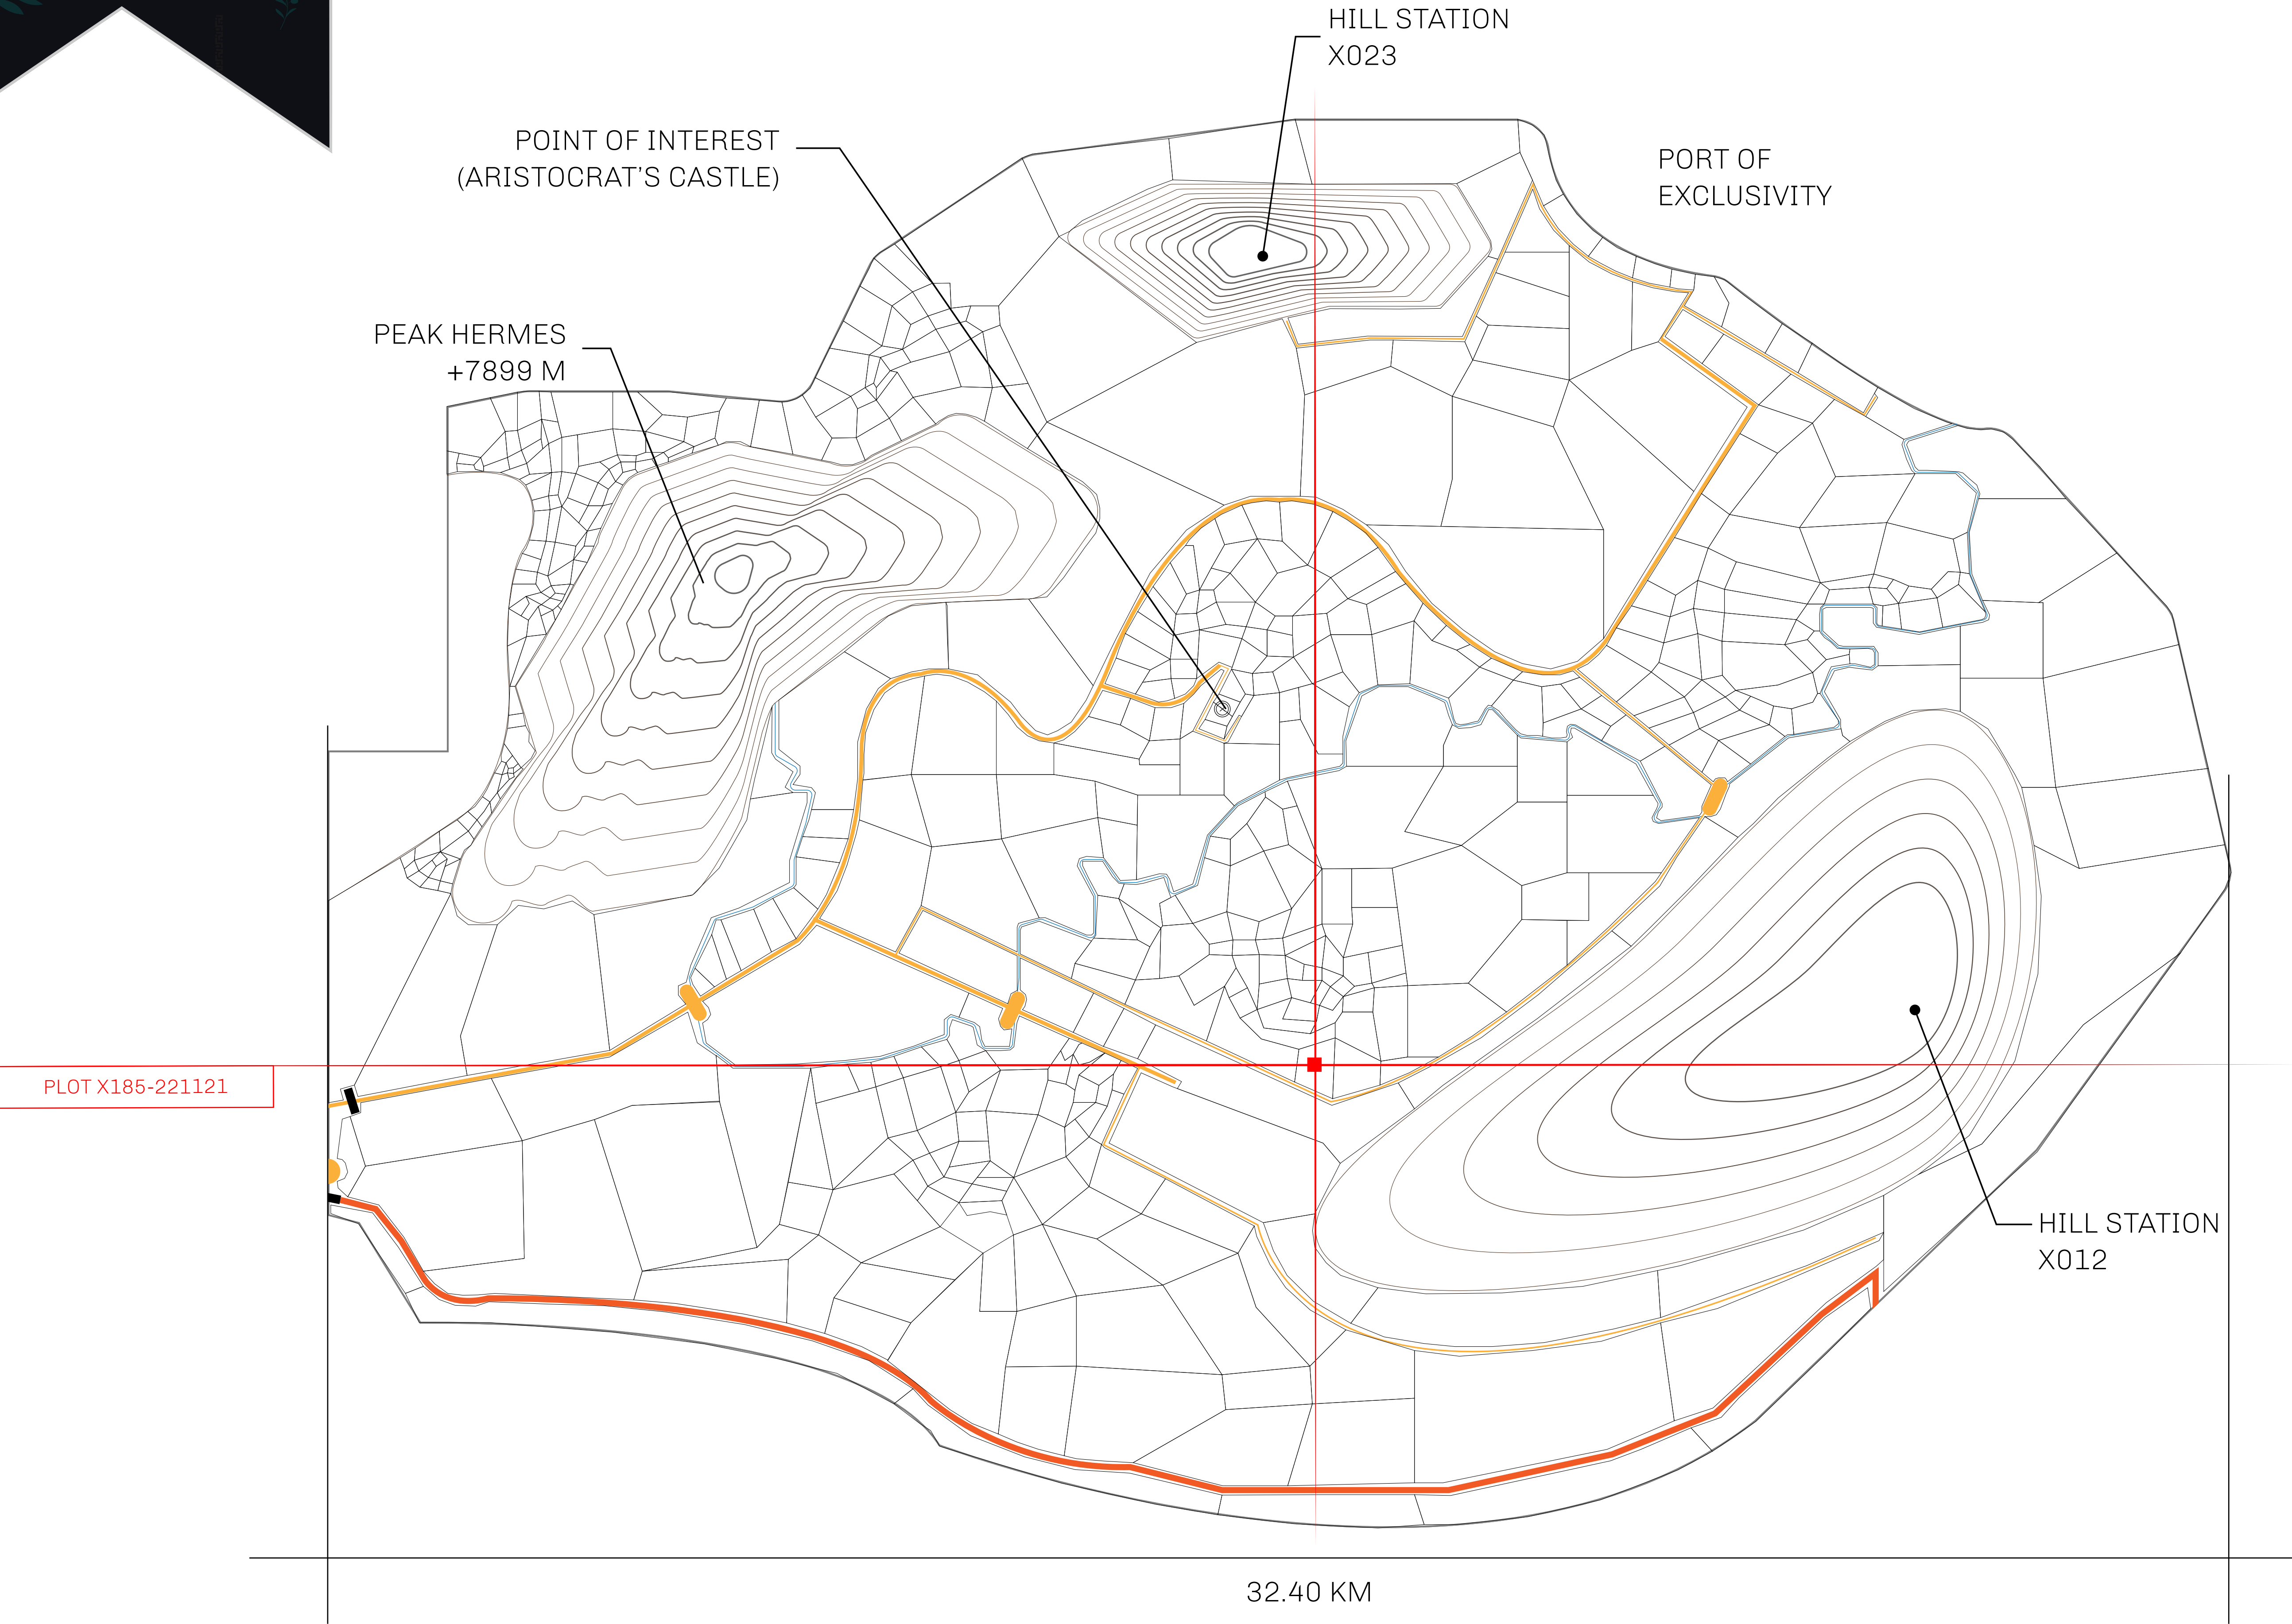 HILL STATION
X023
POINT OF INTEREST
(ARISTOCRAT'S CASTLE)
PORT OF
EXCLUSIVITY
PEAK HERMES
+7899 M
PLOT X185-221121
HILL STATION
X012
32.40 KM